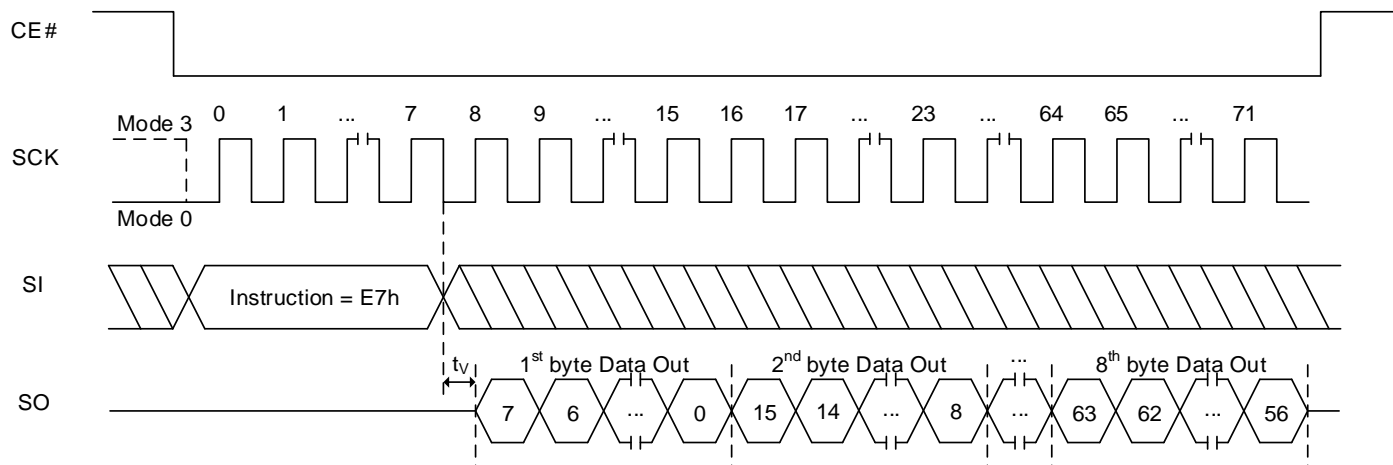 CE#
0 1 ... 7 8 9 ... 15 16 17 ... 23 ... 64 65 ... 71
Mode 3
SCK
Mode 0
SI
Instruction = E7h
tV
1st byte Data Out
2nd byte Data Out
...
8th byte Data Out
SO
7 6 ... 0 15 14 ... 8 ... 63 62 ... 56